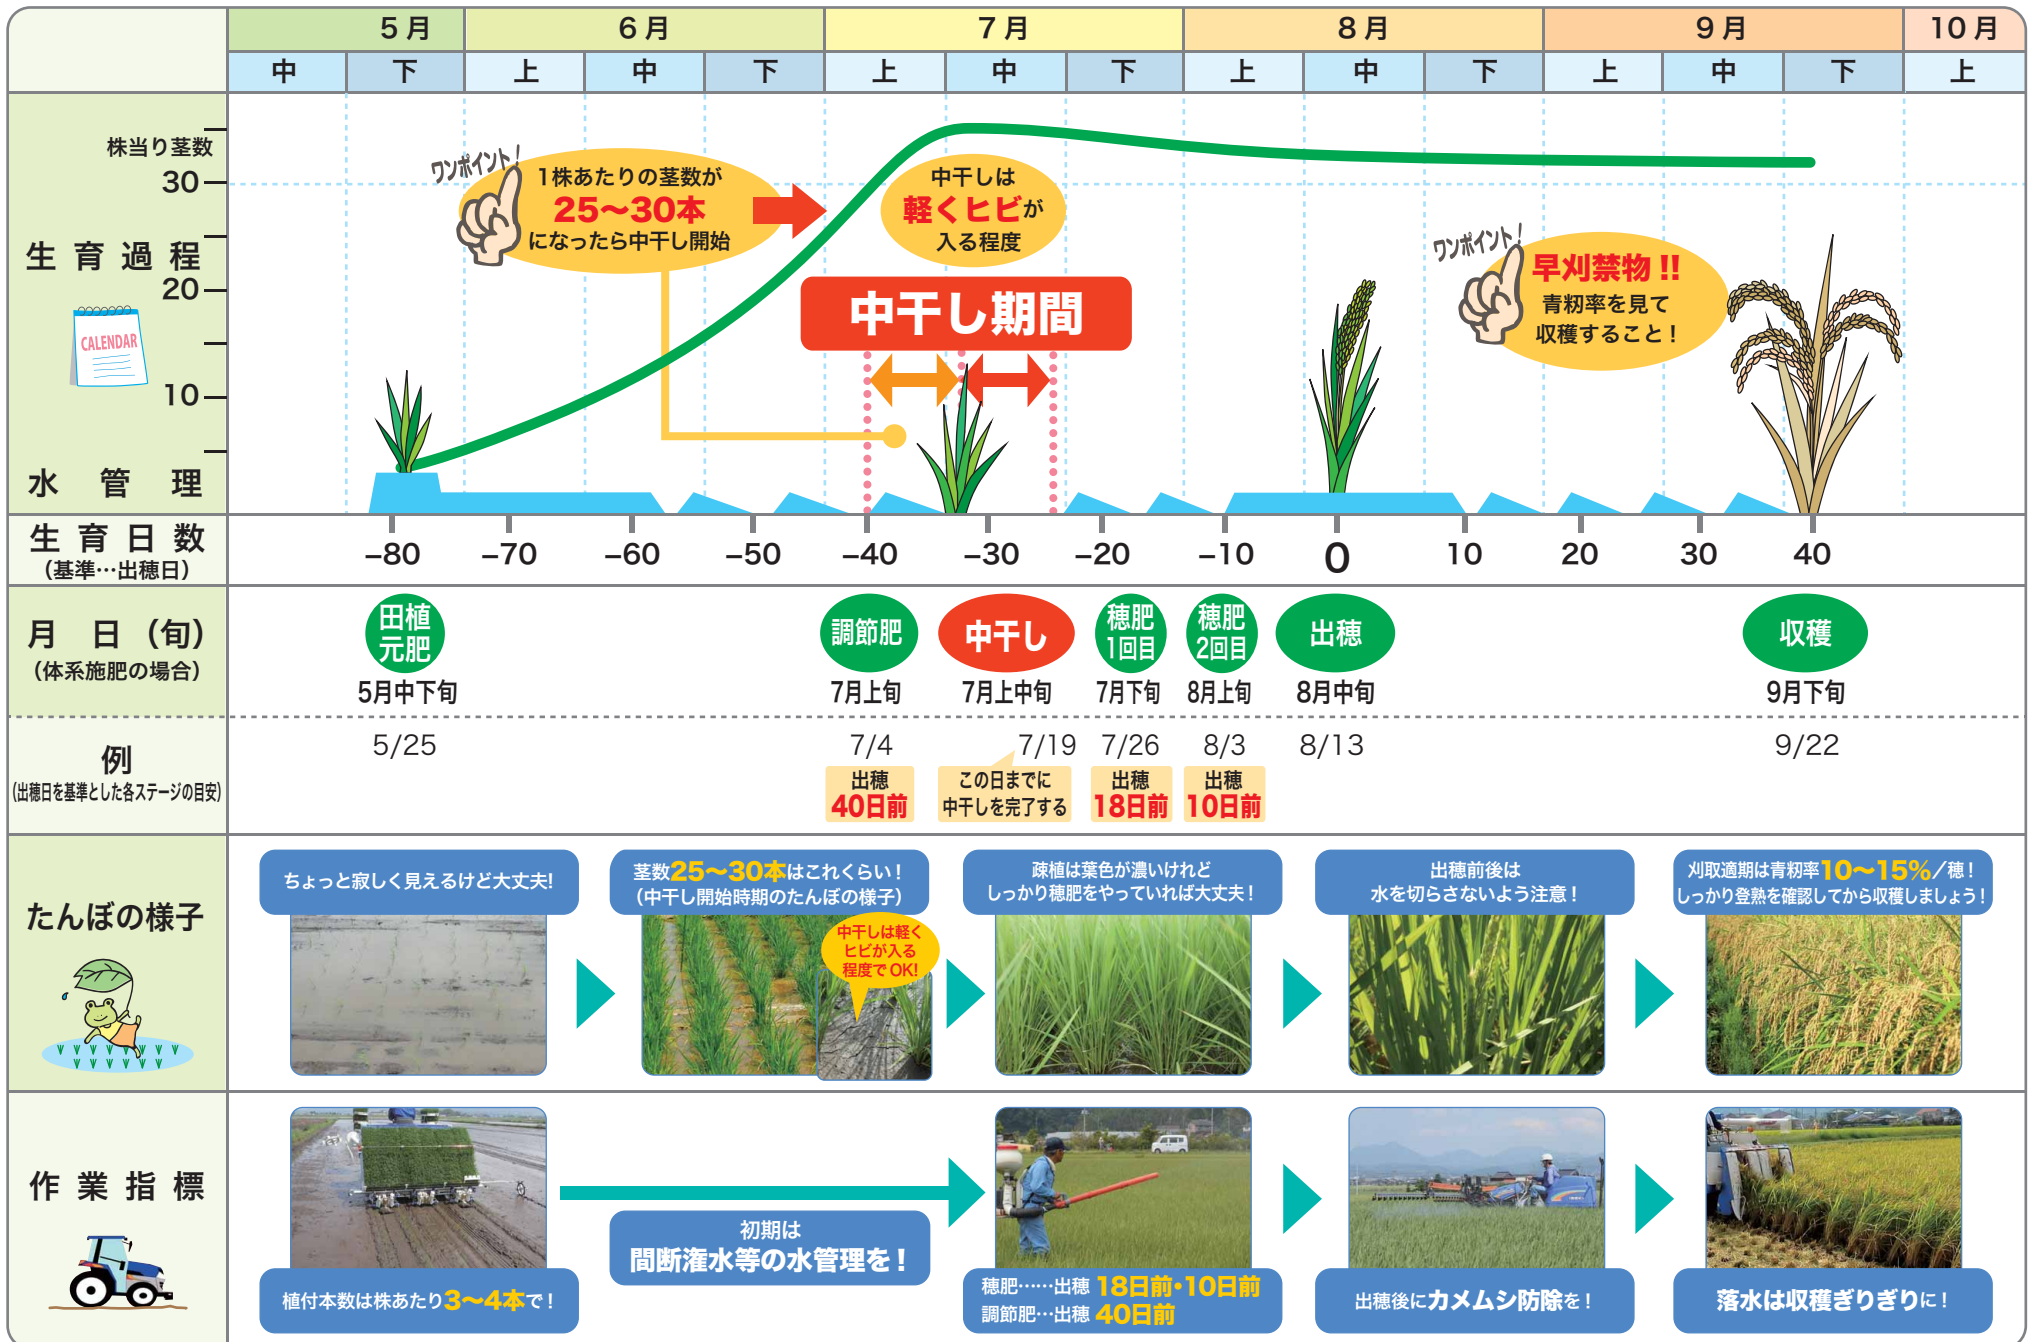 5月
6月
7月
8月
9月
10月
中
下
上
中
下
上
中
下
上
中
下
上
中
下
上
株当り茎数
30
20
10
生育過程
CALENDAR
水管理
ワンポイント!
1株あたりの茎数が
25〜30本
になったら中干し開始
中干しは
軽くヒビが
入る程度
中干し期間
ワンポイント!
早刈禁物!!
青籾率を見て
収穫すること!
生育日数
(基準…出穂日)
−80
−70
−60
−50
−40
−30
−20
−10
0
10
20
30
40
月 日(旬)
(体系施肥の場合)
田植
元肥
5月中下旬
調節肥
7月上旬
中干し
7月上中旬
穂肥
1回目
7月下旬
穂肥
2回目
8月上旬
出穂
8月中旬
収穫
9月下旬
例
(出穂日を基準とした各ステージの目安)
5/25
7/4
出穂
40日前
7/19
この日までに
中干しを完了する
7/26
出穂
18日前
8/3
出穂
10日前
8/13
9/22
たんぼの様子
ちょっと寂しく見えるけど大丈夫!
茎数25〜30本はこれくらい!
(中干し開始時期のたんぼの様子)
中干しは軽く
ヒビが入る
程度でOK!
疎植は葉色が濃いけれど
しっかり穂肥をやっていれば大丈夫!
出穂前後は
水を切らさないよう注意!
刈取適期は青籾率10〜15%/穂!
しっかり登熟を確認してから収穫しましょう!
作業指標
植付本数は株あたり3〜4本で!
初期は
間断潅水等の水管理を!
穂肥……出穂 18日前・10日前
調節肥…出穂 40日前
出穂後にカメムシ防除を!
落水は収穫ぎりぎりに!